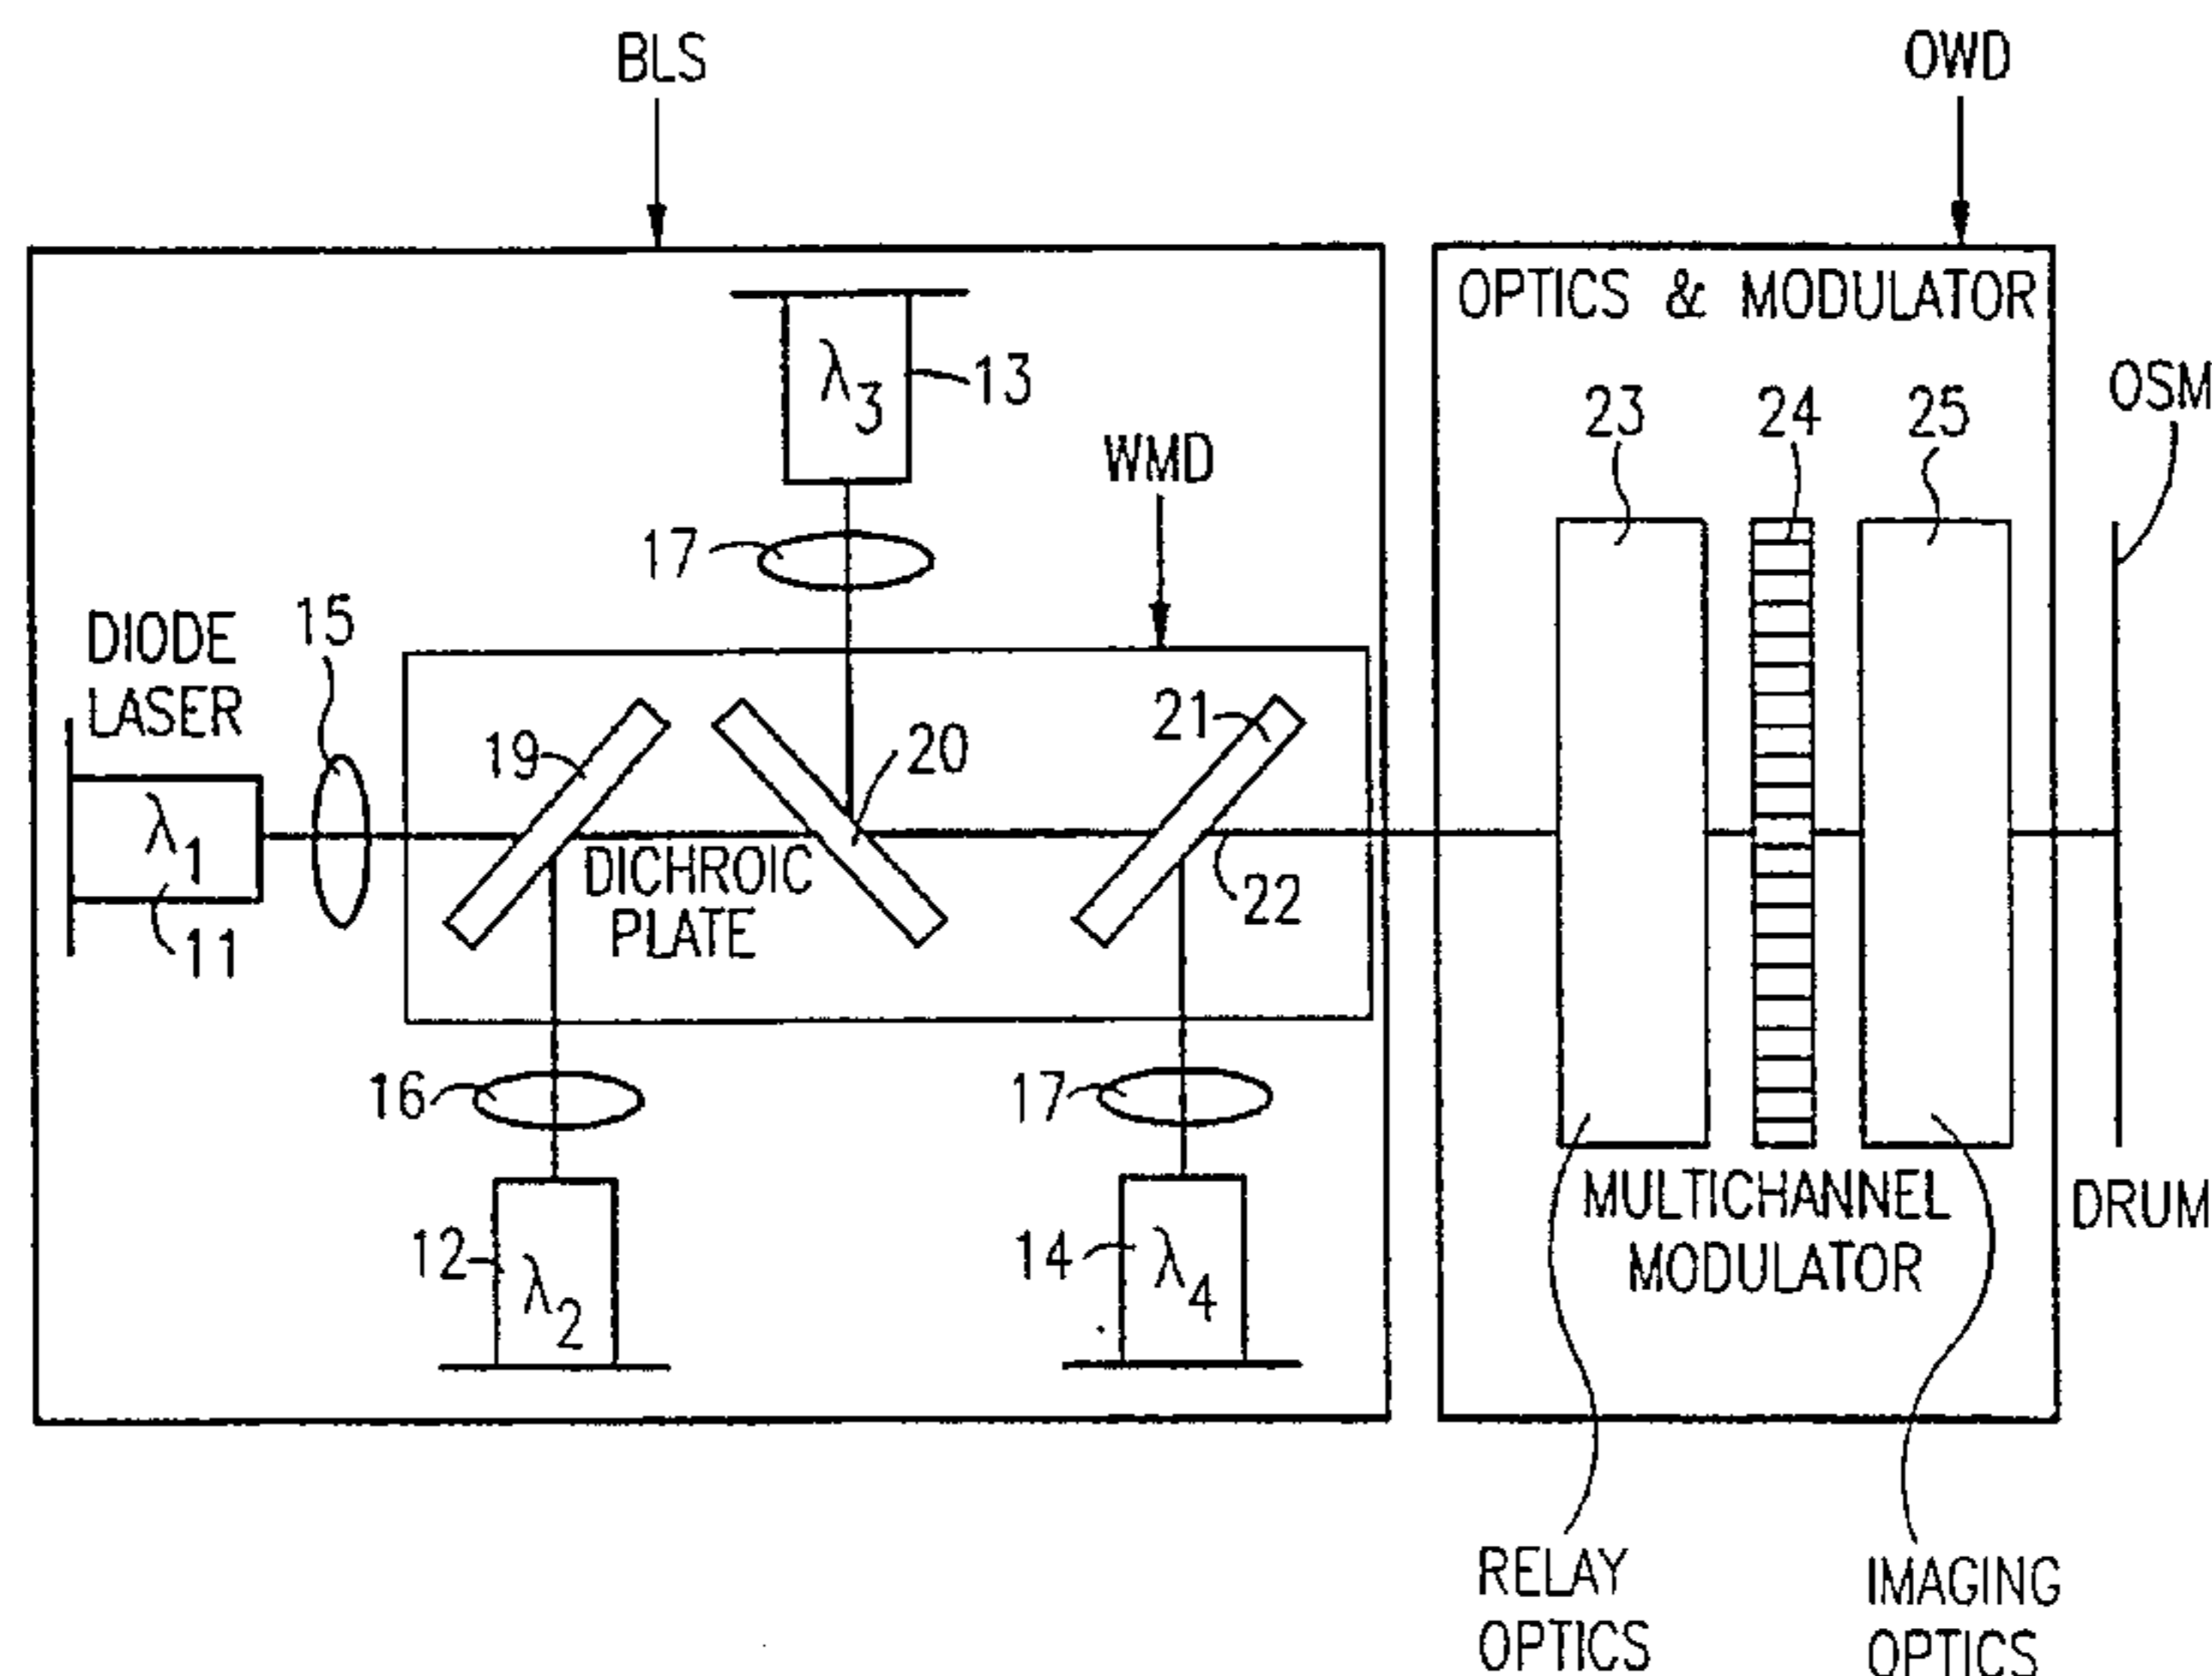 BLS
OWD
OPTICS & MODULATOR
λ3
13
OSM
23
24
25
WMD
17
DIODE
LASER
15
19
20
21
λ1
11
DICHROIC
PLATE
22
16
17
12
λ2
14
λ4
MULTICHANNEL
MODULATOR
DRUM
RELAY
OPTICS
IMAGING
OPTICS